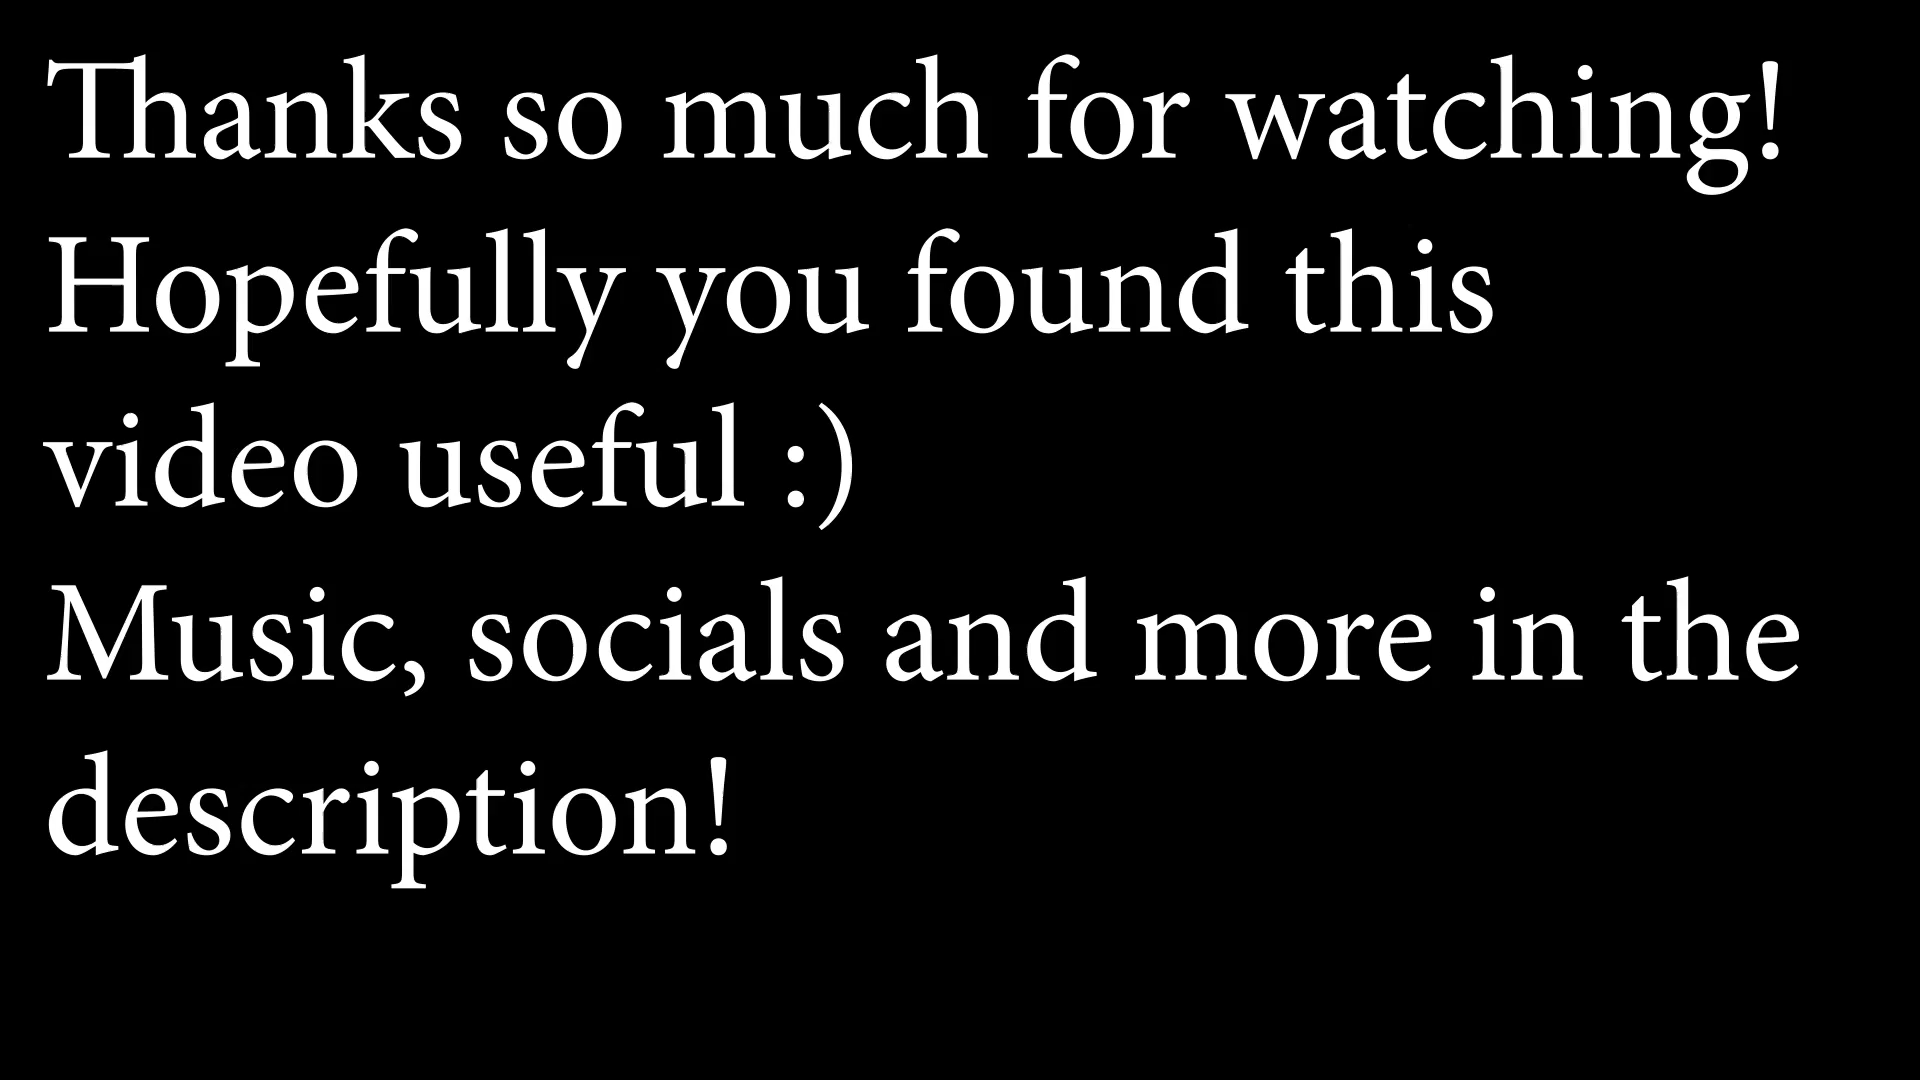 Thanks so much for watching!
Hopefully you found this
video useful :)
Music, socials and more in the
description!